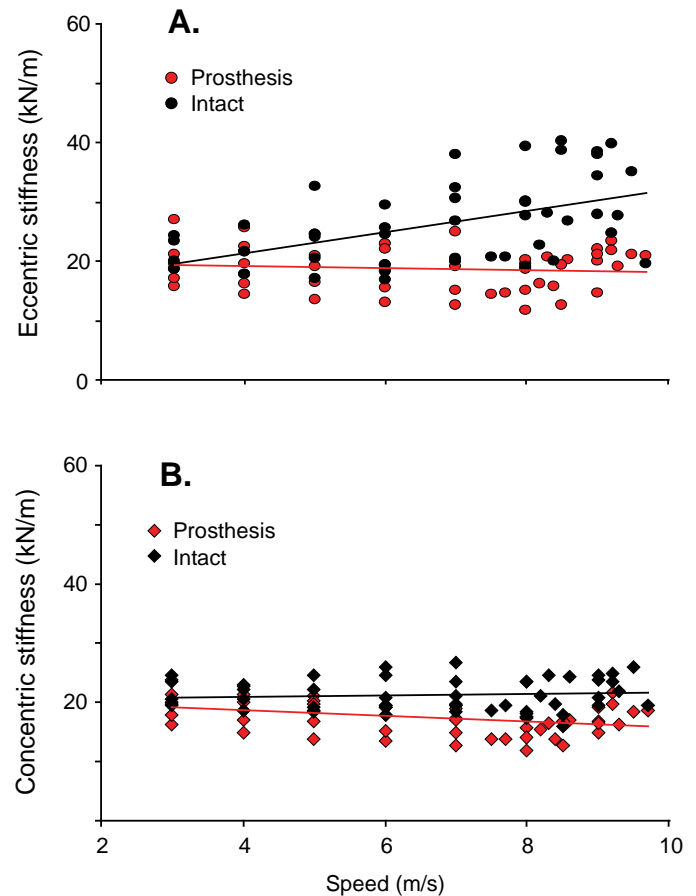 A.
Prosthesis
Intact
Eccentric stiffness (kN/m)
60
40
20
0
B.
Prosthesis
Intact
Concentric stiffness (kN/m)
60
40
20
2 4 6 8 10
Speed (m/s)